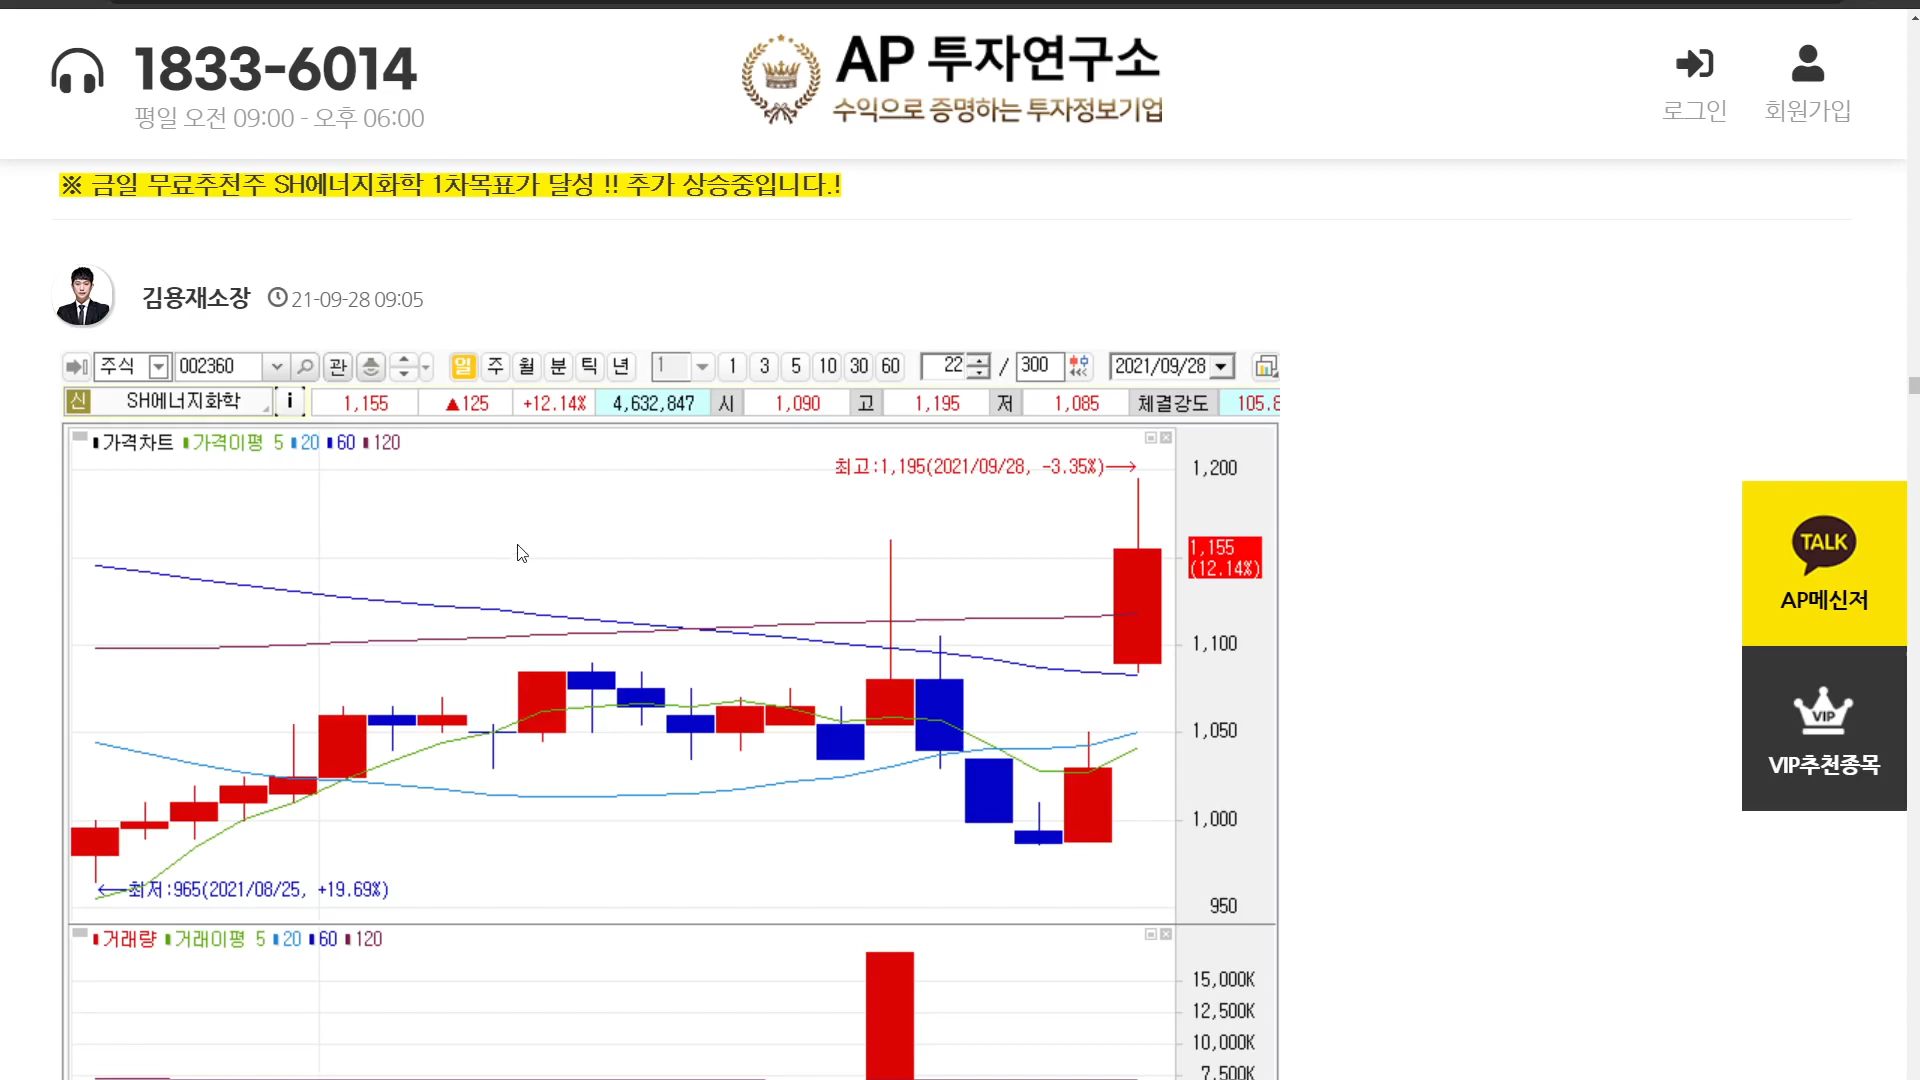 1833-6014
평일 오전 09:00 - 오후 06:00
AP 투자연구소
수익으로 증명하는 투자정보기업
로그인
회원가입
※ 금일 무료추천주 SH에너지화학 1차목표가 달성 !! 추가 상승중입니다.!
김용재소장 21-09-28 09:05
주식 002360 관 일 주 월 분 틱 년 1 1 3 5 10 30 60 22 / 300 2021/09/28
신 SH에너지화학 i 1,155 ▲125 +12.14% 4,632,847 시 1,090 고 1,195 저 1,085 체결강도
가격차트 가격이평 5 20 60 120
최고:1,195(2021/09/28, -3.35%)→
1,200
1,155
(12.14%)
1,100
1,050
1,000
←최저:965(2021/08/25, +19.69%)
950
거래량 거래이평 5 20 60 120
15,000K
12,500K
10,000K
7,500K
TALK
AP메신저
VIP
VIP추천종목